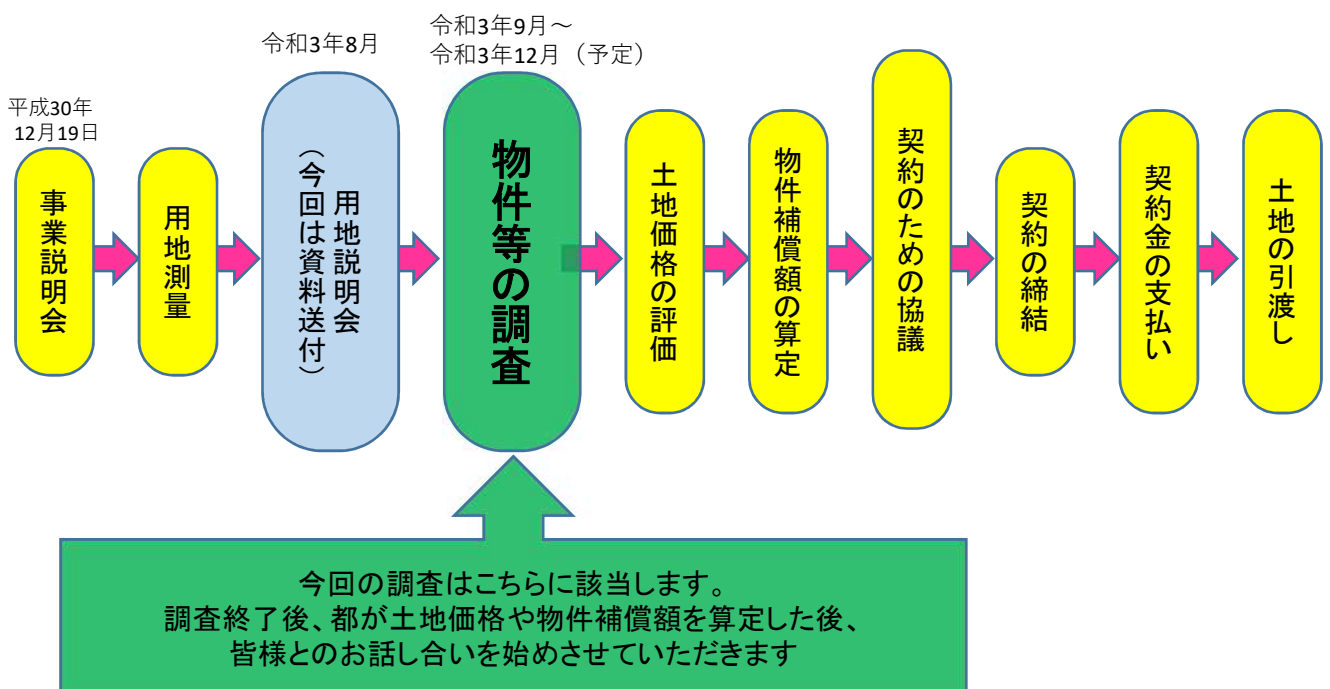 平成30年
12月19日
事業説明会
用地測量
令和3年8月
用地説明会
（今回は資料送付）
令和3年9月～
令和3年12月（予定）
物件等の調査
土地価格の評価
物件補償額の算定
契約のための協議
契約の締結
契約金の支払い
土地の引渡し
今回の調査はこちらに該当します。
調査終了後、都が土地価格や物件補償額を算定した後、
皆様とのお話し合いを始めさせていただきます